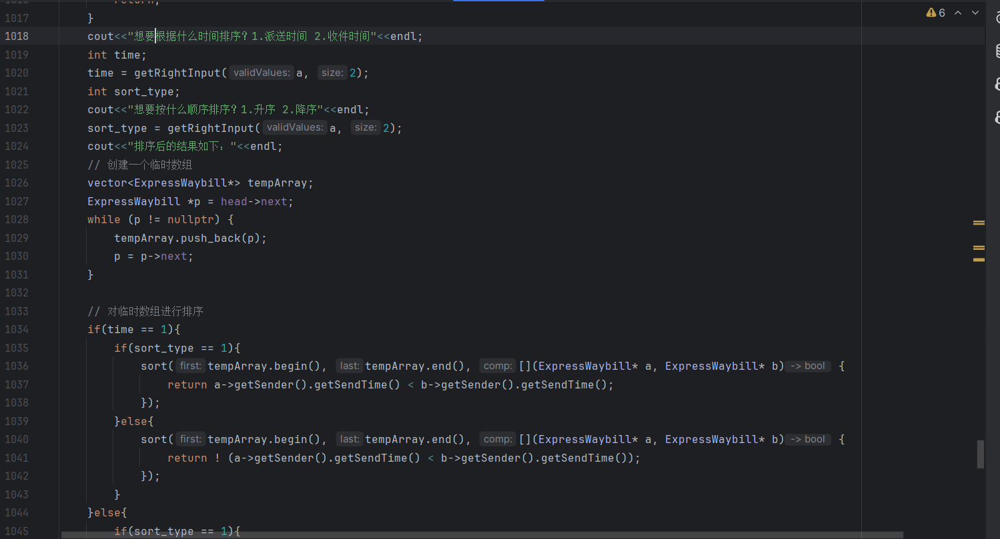 1017 }
⚠ 6
1018 cout<<"想要根据什么时间排序？1.派送时间 2.收件时间"<<endl;
1019 int time;
1020 time = getRightInput( validValues: a, size: 2);
1021 int sort_type;
1022 cout<<"想要按什么顺序排序？1.升序 2.降序"<<endl;
1023 sort_type = getRightInput( validValues: a, size: 2);
1024 cout<<"排序后的结果如下："<<endl;
1025 // 创建一个临时数组
1026 vector<ExpressWaybill*> tempArray;
1027 ExpressWaybill *p = head->next;
1028 while (p != nullptr) {
1029 tempArray.push_back(p);
1030 p = p->next;
1031 }
1032
1033 // 对临时数组进行排序
1034 if(time == 1){
1035 if(sort_type == 1){
1036 sort( first: tempArray.begin(), last: tempArray.end(), comp: [](ExpressWaybill* a, ExpressWaybill* b) -> bool {
1037 return a->getSender().getSendTime() < b->getSender().getSendTime();
1038 });
1039 }else{
1040 sort( first: tempArray.begin(), last: tempArray.end(), comp: [](ExpressWaybill* a, ExpressWaybill* b) -> bool {
1041 return ! (a->getSender().getSendTime() < b->getSender().getSendTime());
1042 });
1043 }
1044 }else{
1045 if(sort_type == 1){